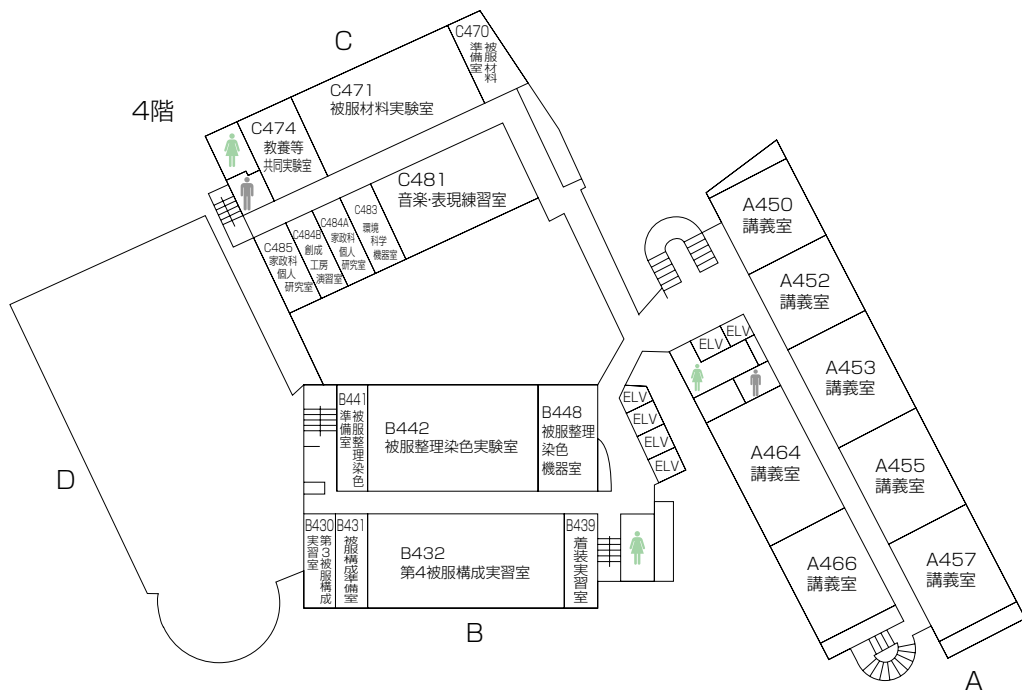 C
4階
C470
被服材料
準備室
C471
被服材料実験室
C474
教養等
共同実験室
C481
音楽・表現練習室
C483
環境
科学
機器室
C484A
家政科
個人
研究室
C484B
創成
工房
演習室
C485
家政科
個人
研究室
A450
講義室
A452
講義室
A453
講義室
A455
講義室
A457
講義室
ELV
ELV
A464
講義室
A466
講義室
ELV
ELV
ELV
ELV
B441
被服整理染色
準備室
B442
被服整理染色実験室
B448
被服整理
染色
機器室
D
B430
第3被服構成
実習室
B431
被服構成準備室
B432
第4被服構成実習室
B439
着装実習室
B
A